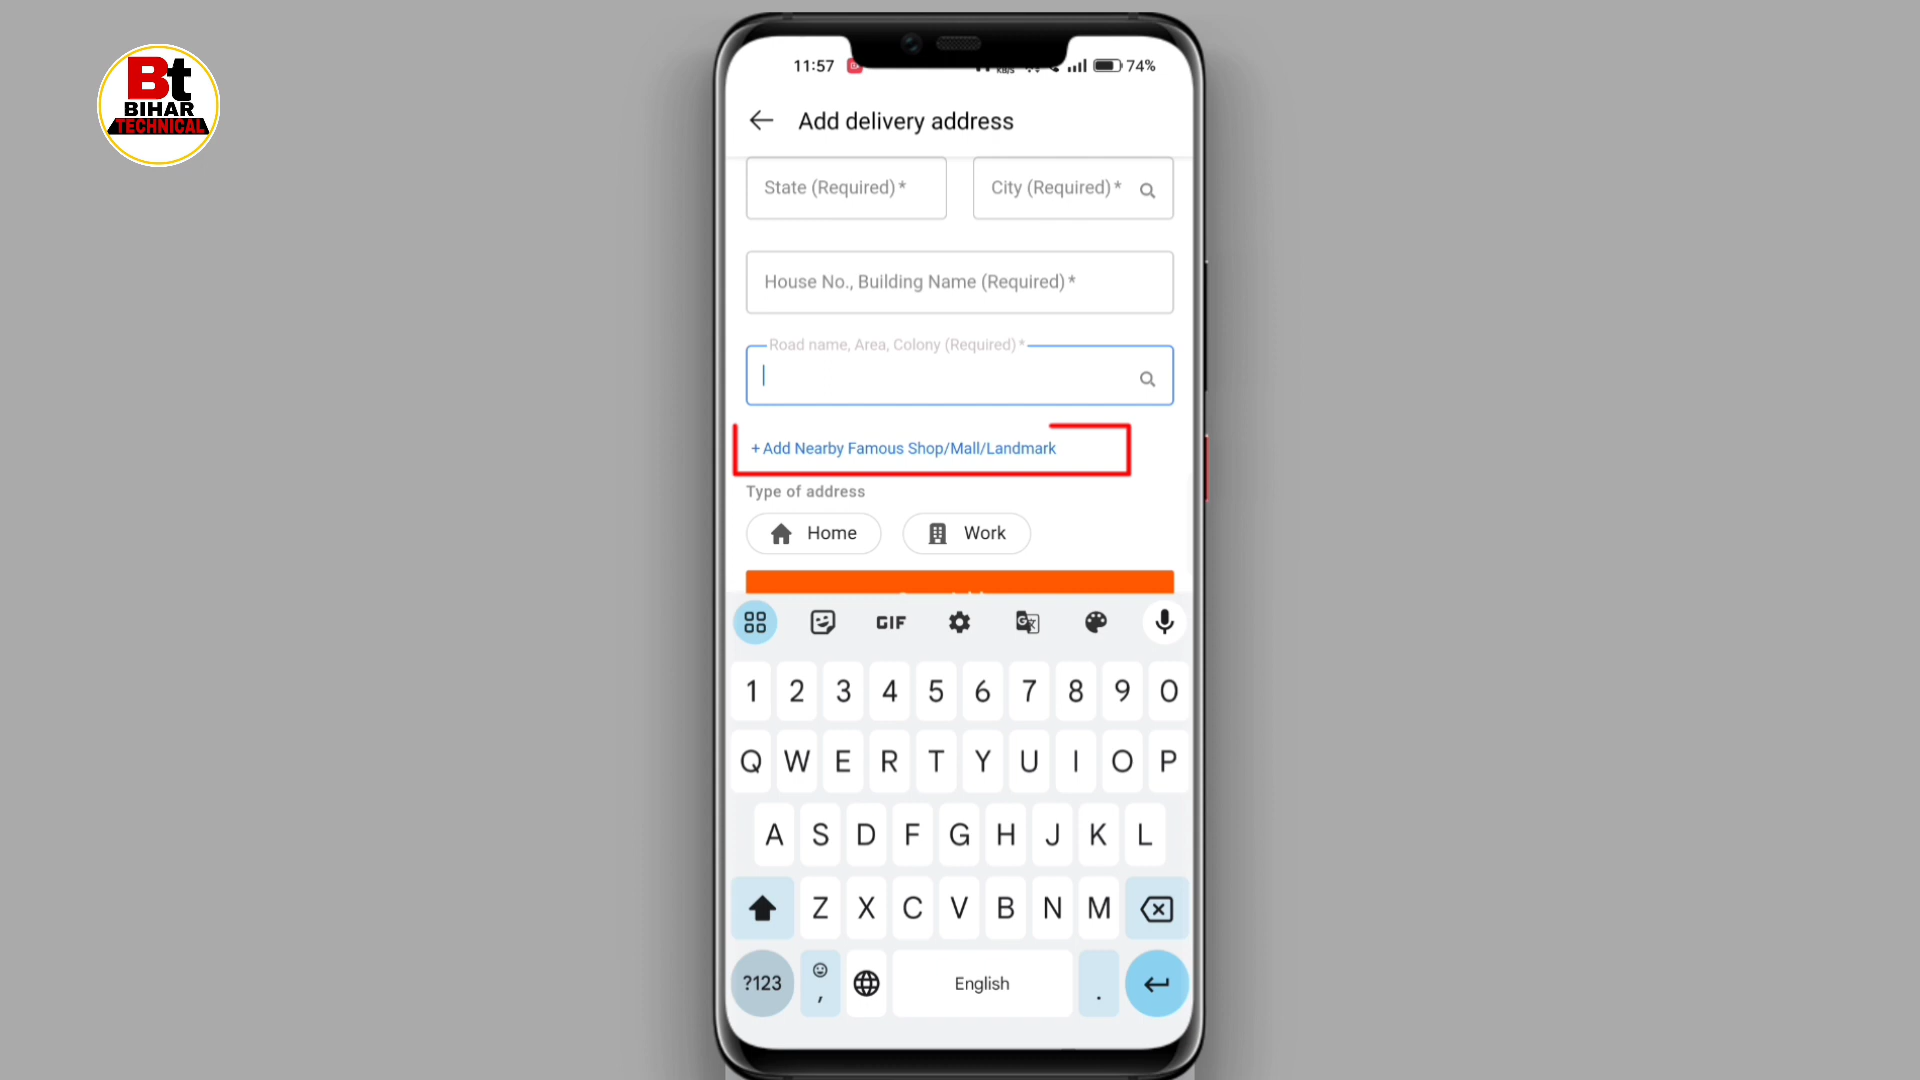 Bt
BIHAR
TECHNICAL
11:57
74%
Add delivery address
State (Required)*
City (Required)*
House No., Building Name (Required)*
Road name, Area, Colony (Required)*
+ Add Nearby Famous Shop/Mall/Landmark
Type of address
Home
Work
GIF
1 2 3 4 5 6 7 8 9 0
Q W E R T Y U I O P
A S D F G H J K L
Z X C V B N M
?123 , English .